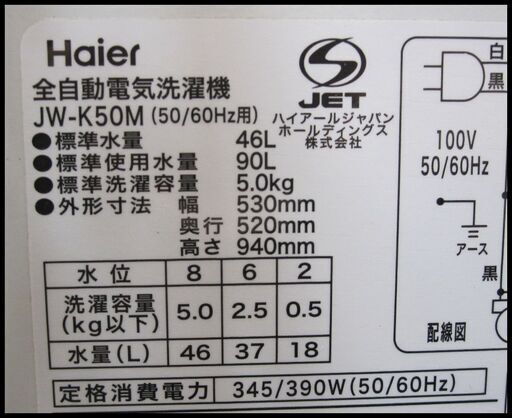 Haier
全自動電気洗濯機
JW-K50M (50/60Hz用)
●標準水量 46L
●標準使用水量 90L
●標準洗濯容量 5.0kg
●外形寸法 幅 530mm
奥行 520mm
高さ 940mm
S
JET
ハイアールジャパン
ホールディングス
株式会社
水位 8 6 2
洗濯容量(kg以下) 5.0 2.5 0.5
水量(L) 46 37 18
定格消費電力 345/390W(50/60Hz)
白
黒
100V
50/60Hz
アース
黒
配線図